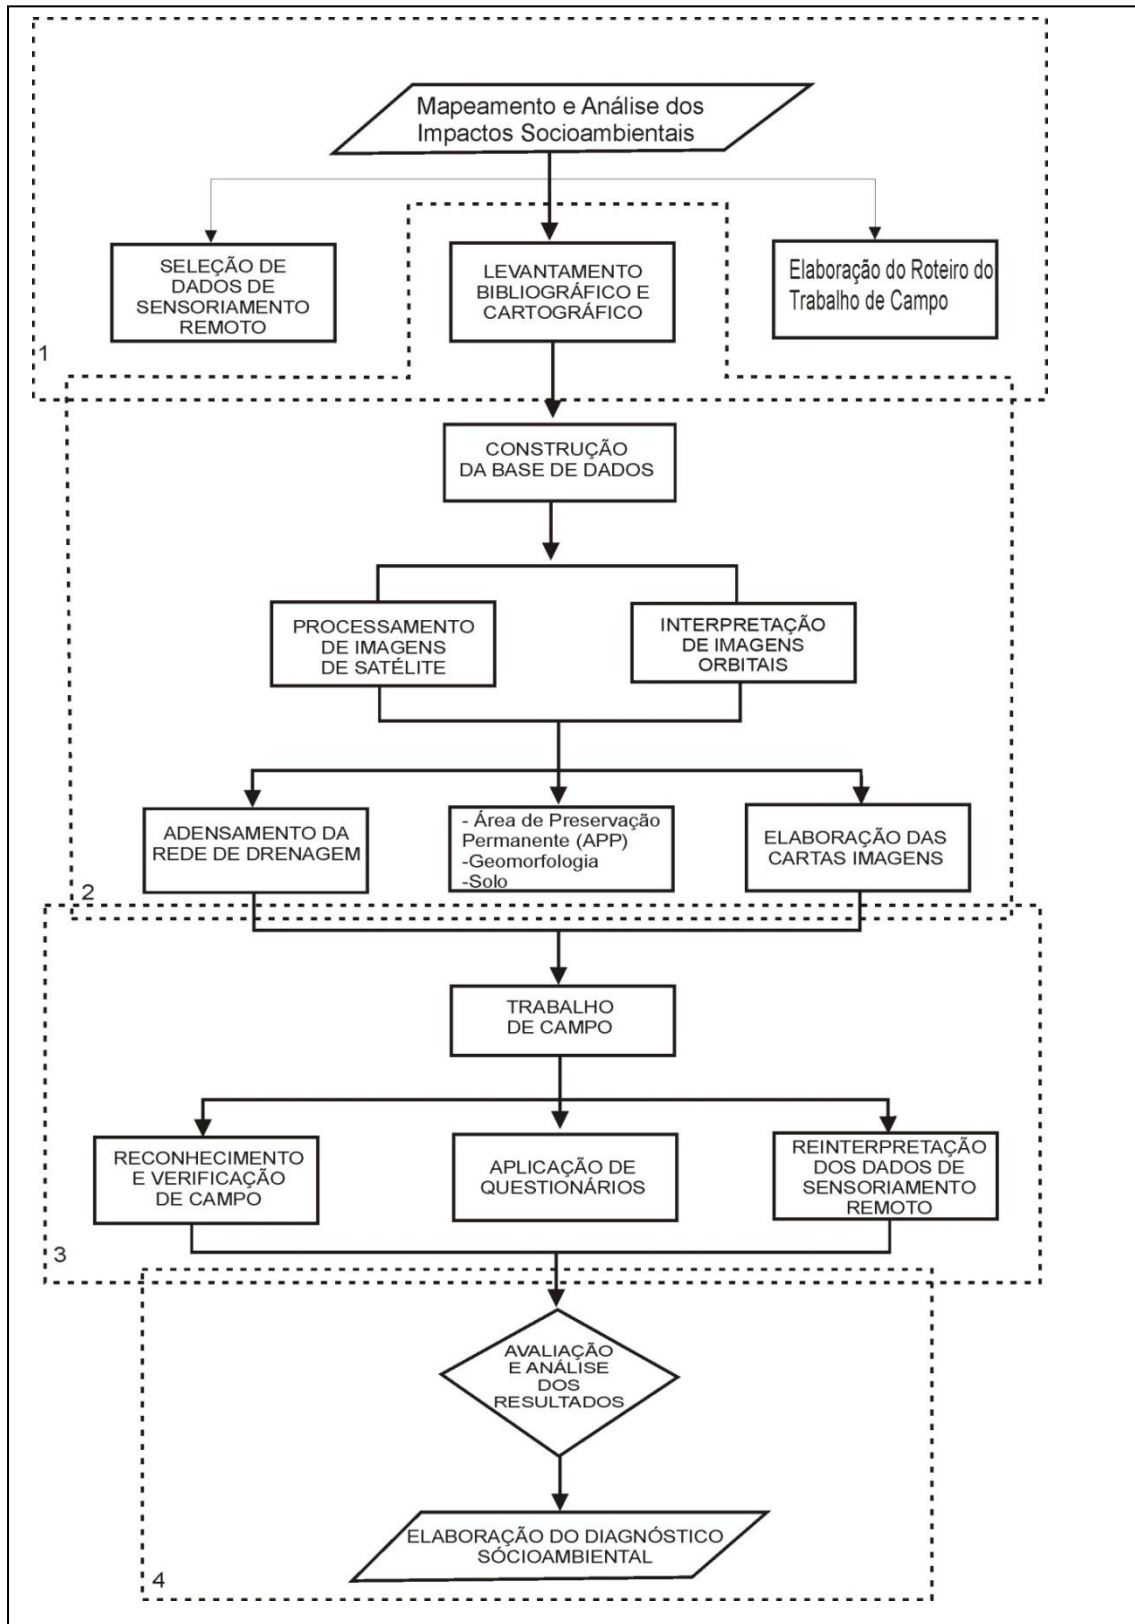 Mapeamento e Análise dos
Impactos Socioambientais
SELEÇÃO DE
DADOS DE
SENSORIAMENTO
REMOTO
LEVANTAMENTO
BIBLIOGRÁFICO E
CARTOGRÁFICO
Elaboração do Roteiro do
Trabalho de Campo
1
CONSTRUÇÃO
DA BASE DE DADOS
PROCESSAMENTO
DE IMAGENS
DE SATÉLITE
INTERPRETAÇÃO
DE IMAGENS
ORBITAIS
ADENSAMENTO DA
REDE DE DRENAGEM
- Área de Preservação
Permanente (APP)
-Geomorfologia
-Solo
ELABORAÇÃO DAS
CARTAS IMAGENS
2
TRABALHO
DE CAMPO
RECONHECIMENTO
E VERIFICAÇÃO
DE CAMPO
APLICAÇÃO DE
QUESTIONÁRIOS
REINTERPRETAÇÃO
DOS DADOS DE
SENSORIAMENTO
REMOTO
3
AVALIAÇÃO
E ANÁLISE
DOS
RESULTADOS
ELABORAÇÃO DO DIAGNÓSTICO
SÓCIOAMBIENTAL
4